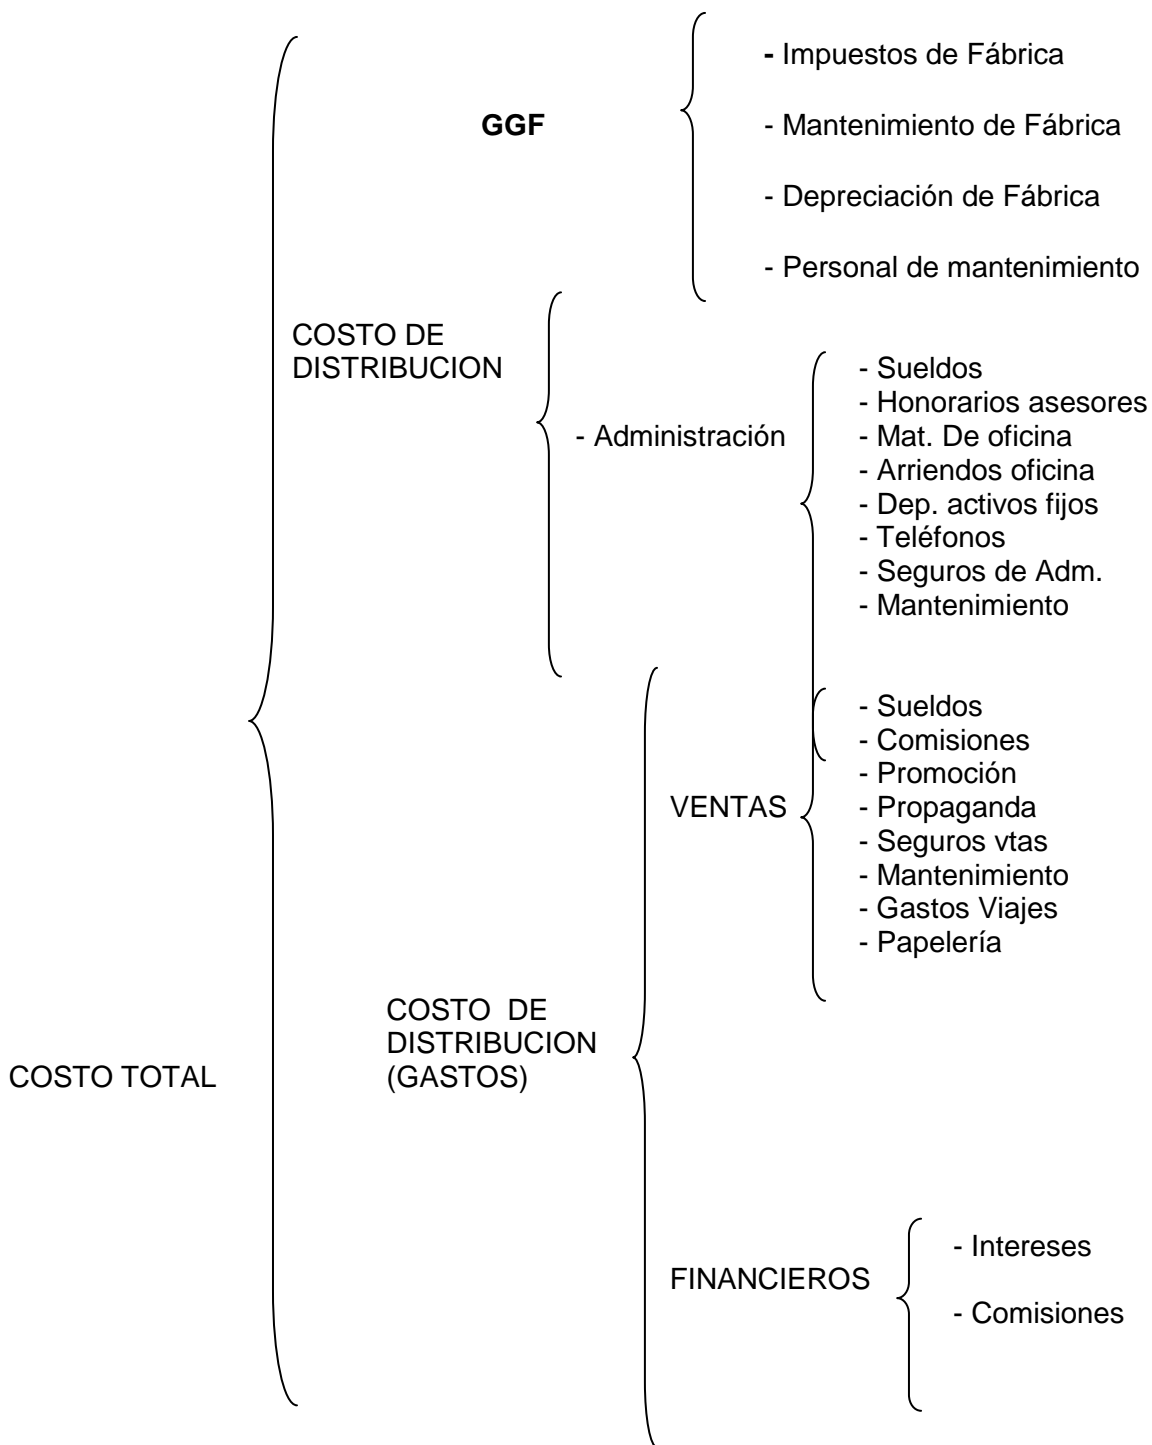 - Impuestos de Fábrica
GGF
- Mantenimiento de Fábrica
- Depreciación de Fábrica
- Personal de mantenimiento
COSTO DE
DISTRIBUCION
- Administración
- Sueldos
- Honorarios asesores
- Mat. De oficina
- Arriendos oficina
- Dep. activos fijos
- Teléfonos
- Seguros de Adm.
- Mantenimiento
- Sueldos
- Comisiones
- Promoción
VENTAS
- Propaganda
- Seguros vtas
- Mantenimiento
- Gastos Viajes
- Papelería
COSTO DE
DISTRIBUCION
(GASTOS)
COSTO TOTAL
FINANCIEROS
- Intereses
- Comisiones